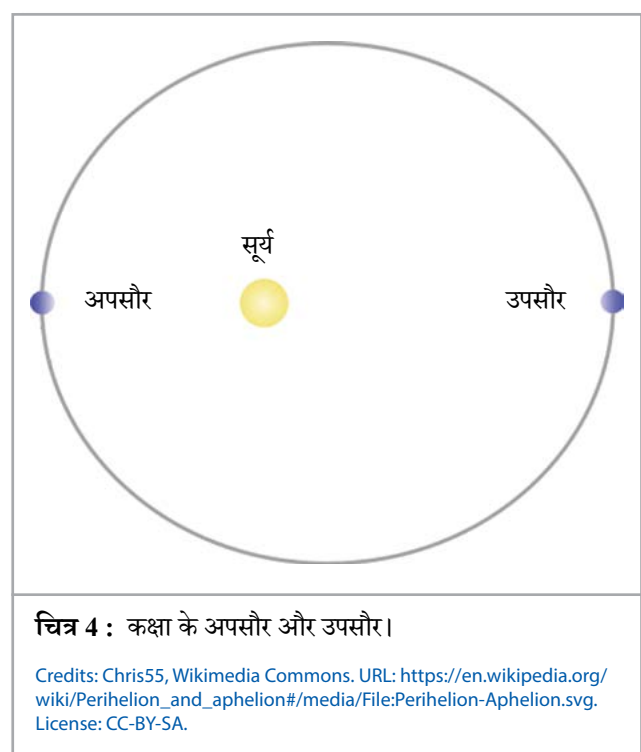 सूर्य
अपसौर
उपसौर
चित्र 4 : कक्षा के अपसौर और उपसौर।
Credits: Chris55, Wikimedia Commons. URL: https://en.wikipedia.org/
wiki/Perihelion_and_aphelion#/media/File:Perihelion-Aphelion.svg.
License: CC-BY-SA.